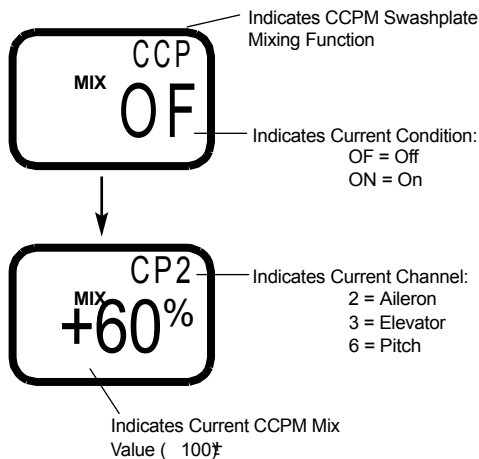 Indicates CCPM Swashplate
Mixing Function
CCP
MIX
OF
Indicates Current Condition:
OF = Off
ON = On
CP2
MIX
+60%
Indicates Current Channel:
2 = Aileron
3 = Elevator
6 = Pitch
Indicates Current CCPM Mix
Value ( 100)±